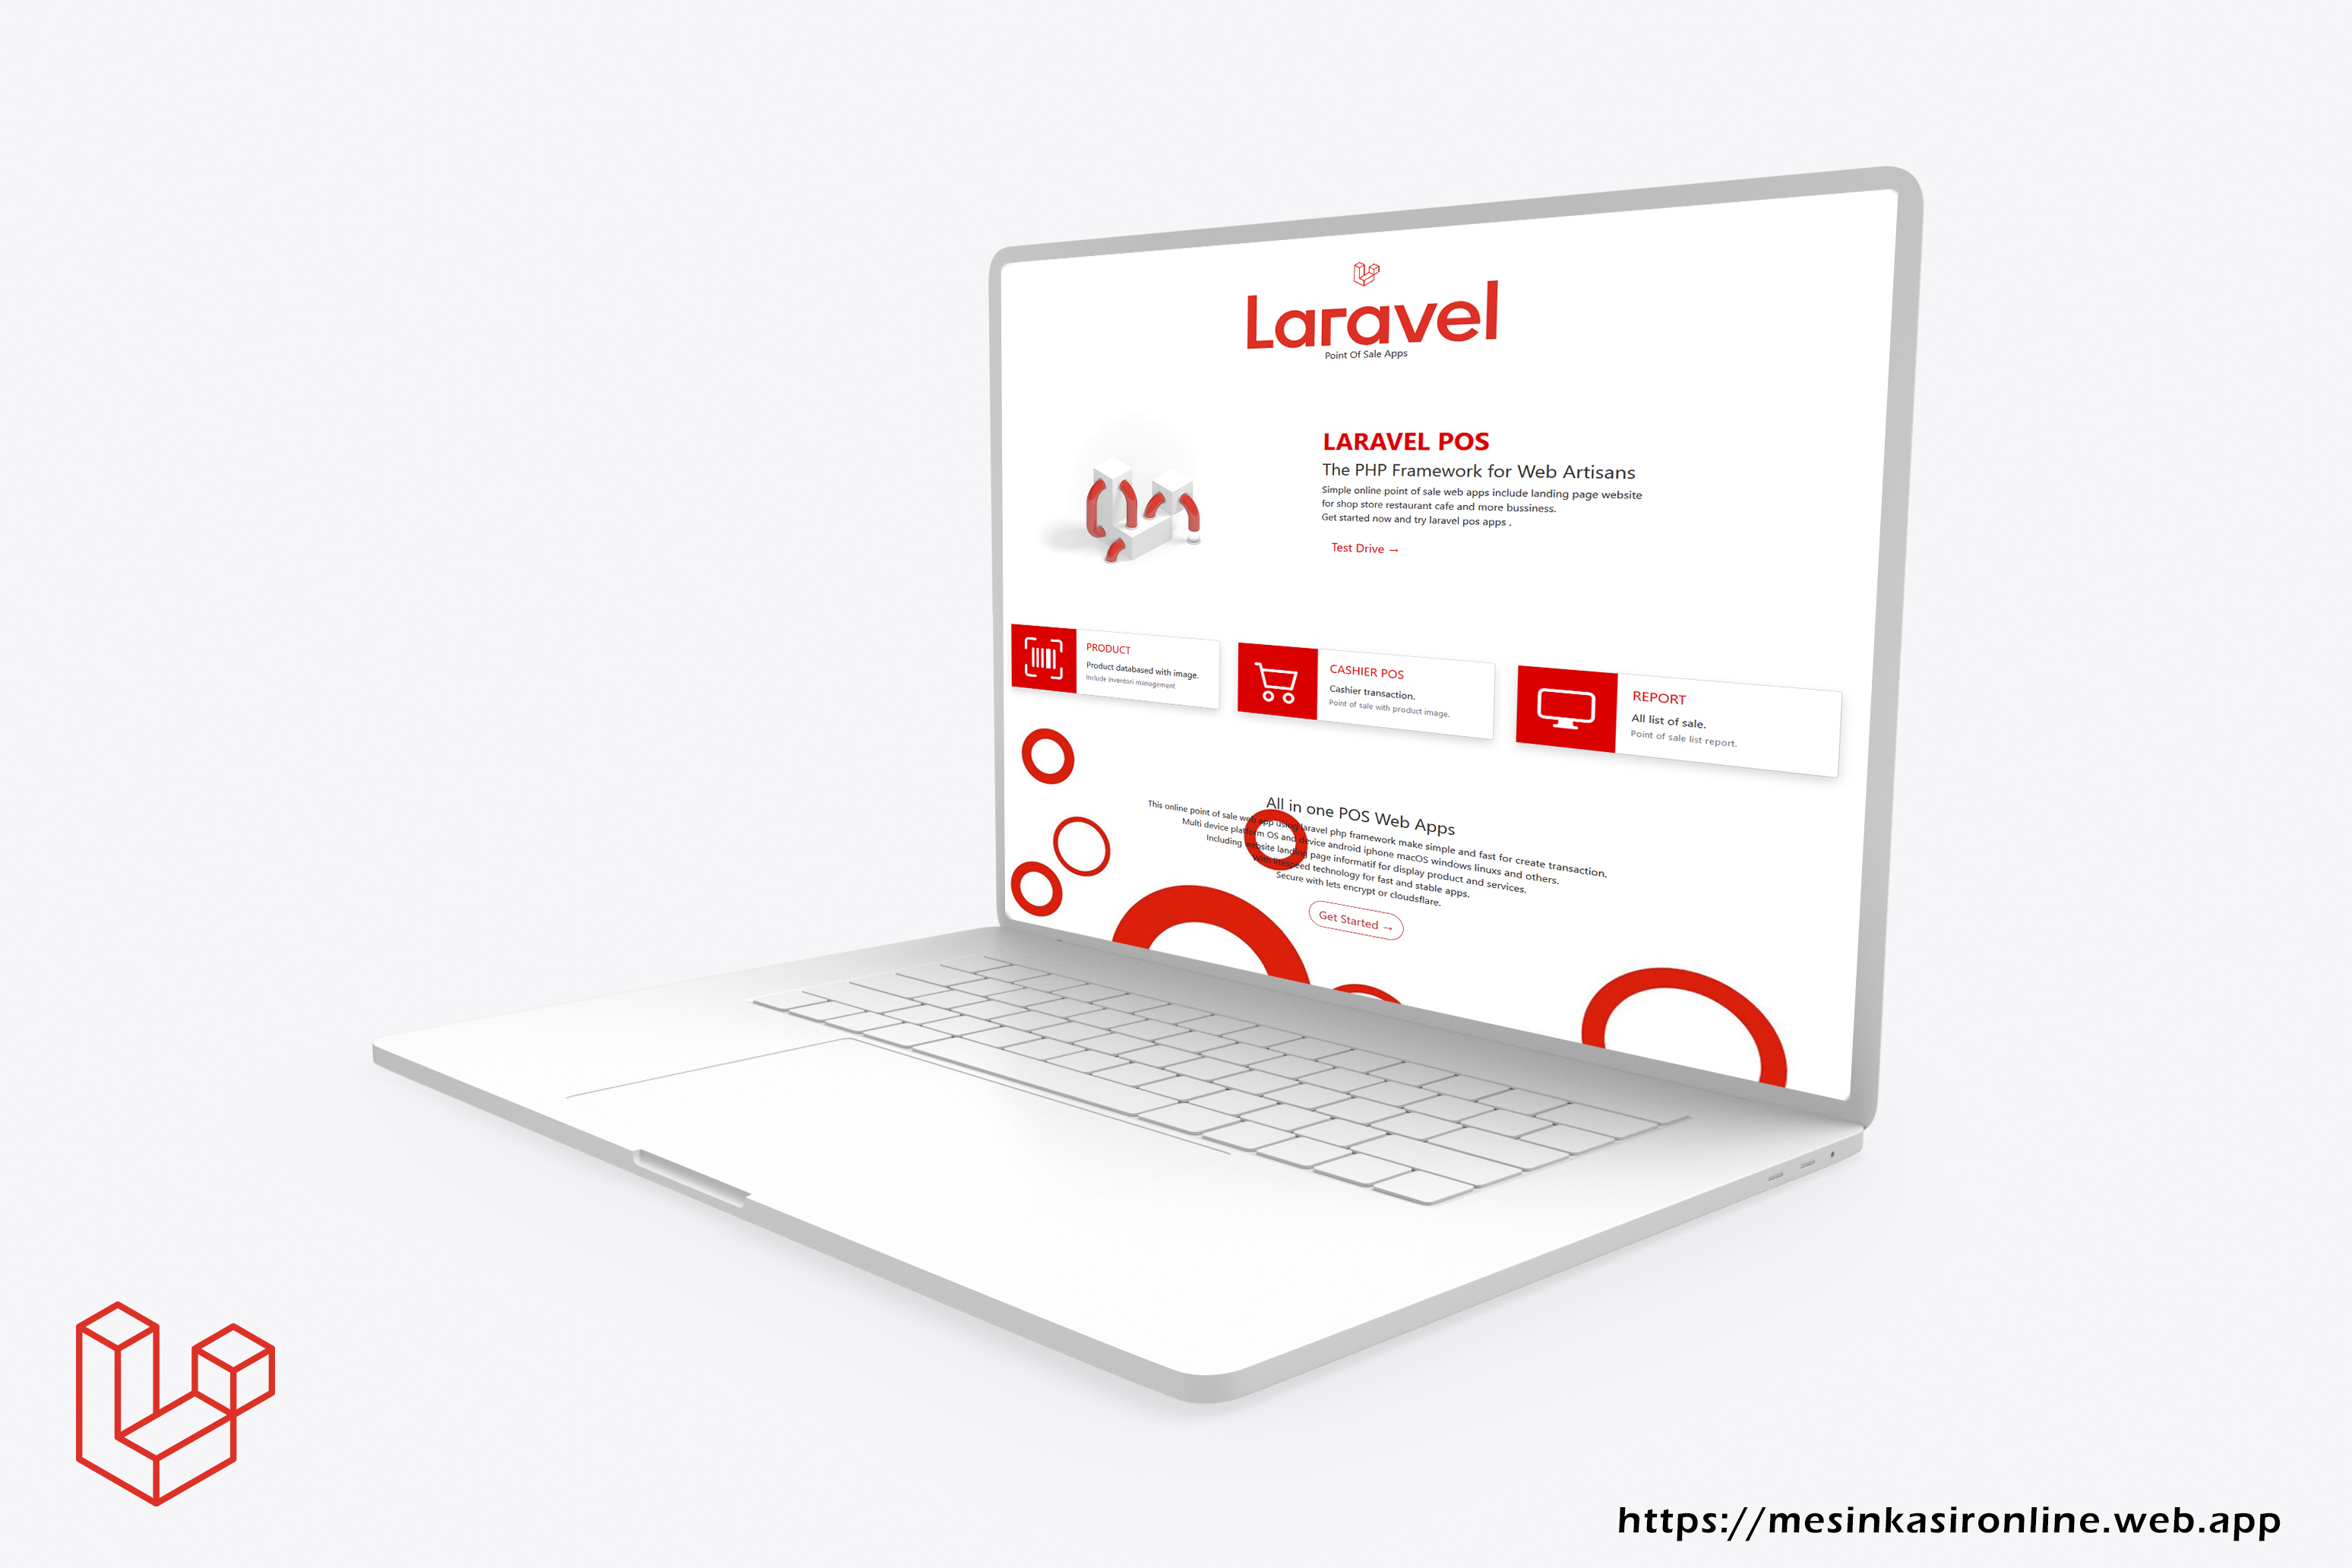 Laravel
Point Of Sale Apps
LARAVEL POS
The PHP Framework for Web Artisans
Simple online point of sale web apps include landing page website
for shop store restaurant cafe and more bussiness.
Get started now and try laravel pos apps .
Test Drive →
PRODUCT
Product databased with image.
Include inventori management
CASHIER POS
Cashier transaction.
Point of sale with product image.
REPORT
All list of sale.
Point of sale list report.
All in one POS Web Apps
This online point of sale web app using laravel php framework make simple and fast for create transaction.
Multi device platform OS and device android iphone macOS windows linuxs and others.
Including website landing page informatif for display product and services.
With litespeed technology for fast and stable apps.
Secure with lets encrypt or cloudsflare.
Get Started →
https://mesinkasironline.web.app